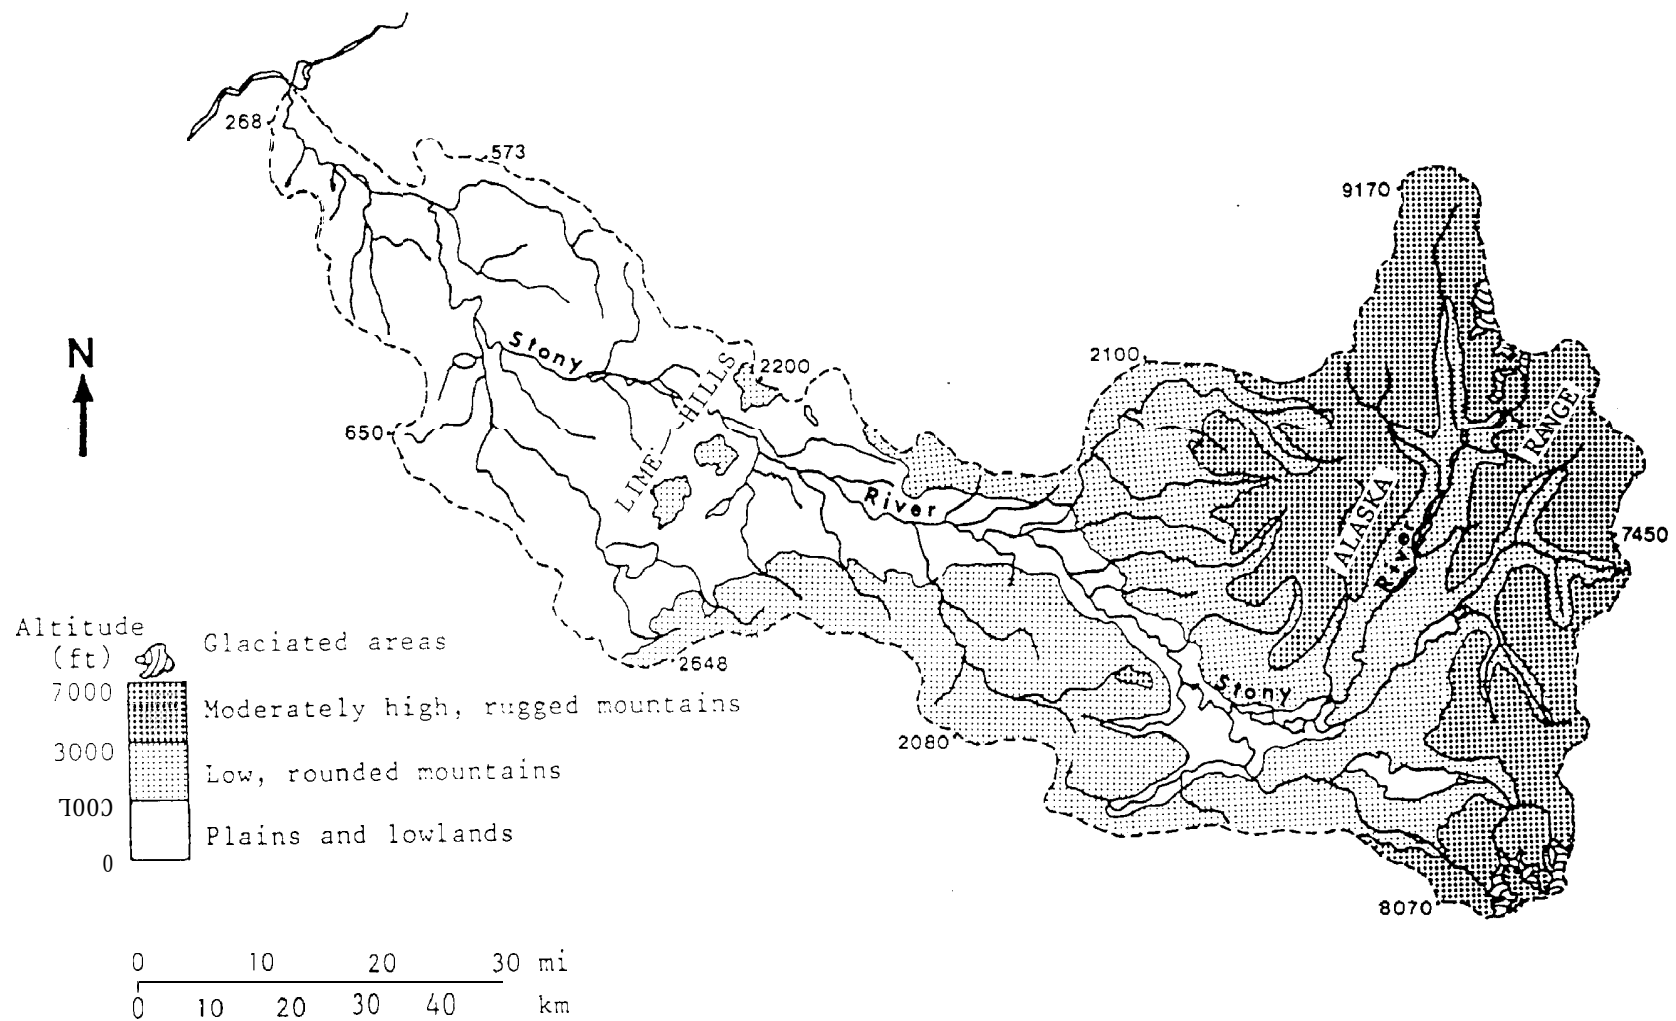 268
573
9170
N
Stony
2100
2200
LIME HILLS
RANGE
650
River
ALASKA
River
7450
Altitude
(ft)
Glaciated areas
2648
7000
Stony
Moderately high, rugged mountains
2080
3000
Low, rounded mountains
1000
Plains and lowlands
0
8070
0 10 20 30 mi
0 10 20 30 40 km